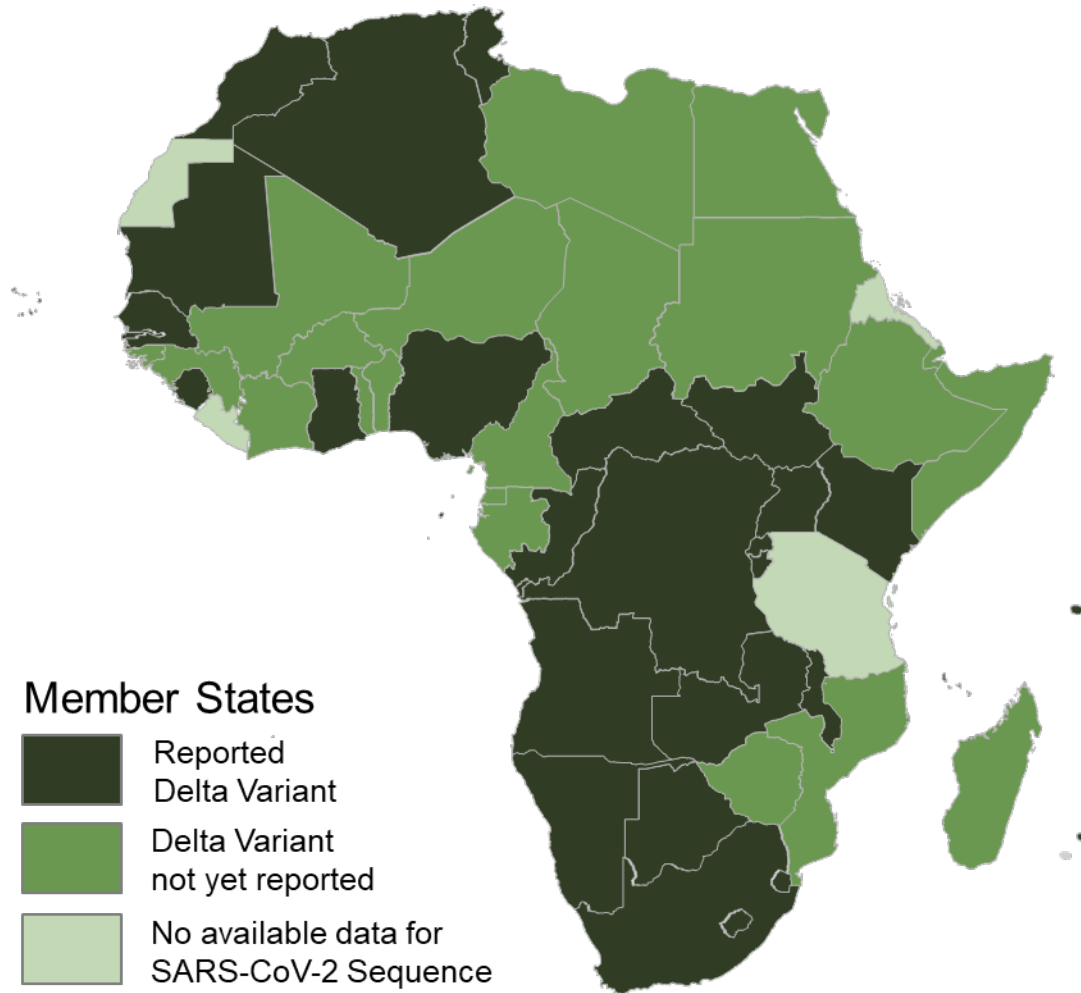 Member States
Reported
Delta Variant
Delta Variant
not yet reported
No available data for
SARS-CoV-2 Sequence